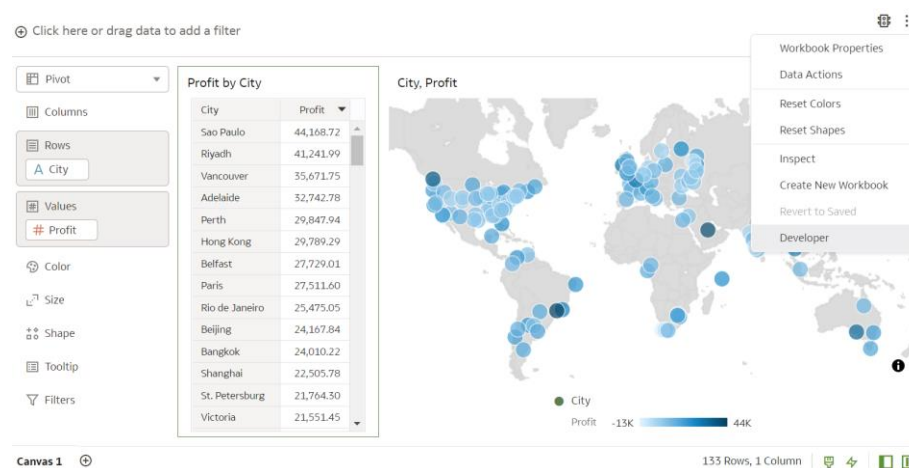 Click here or drag data to add a filter
Workbook Properties
Data Actions
Reset Colors
Reset Shapes
Inspect
Create New Workbook
Revert to Saved
Developer
Pivot
Columns
Rows
A City
Values
# Profit
Color
Size
Shape
Tooltip
Filters
Profit by City
City Profit
Sao Paulo 44,168.72
Riyadh 41,241.99
Vancouver 35,671.75
Adelaide 32,742.78
Perth 29,847.94
Hong Kong 29,789.29
Belfast 27,729.01
Paris 27,511.60
Rio de Janeiro 25,475.05
Beijing 24,167.84
Bangkok 24,010.22
Shanghai 22,505.78
St. Petersburg 21,764.30
Victoria 21,551.45
City, Profit
City
Profit -13K 44K
Canvas 1
133 Rows, 1 Column